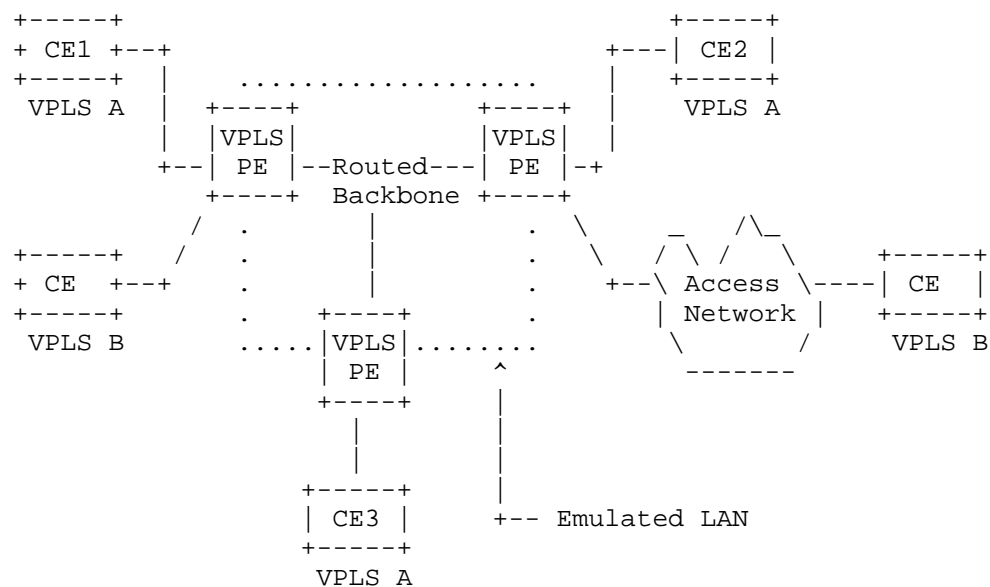 CE1 CE2
VPLS A VPLS A
VPLS VPLS
PE Routed PE
Backbone
CE Access CE
Network
VPLS B VPLS VPLS B
PE
CE3 Emulated LAN
VPLS A